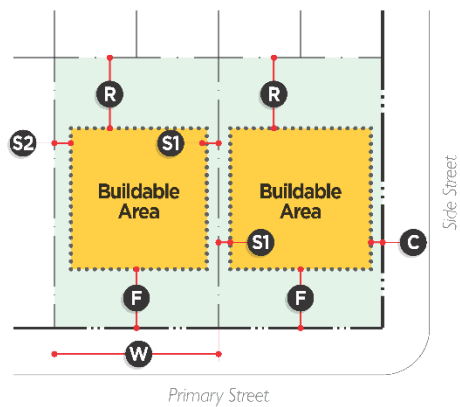 R
R
S2
S1
Buildable
Area
Buildable
Area
S1
C
F
F
W
Primary Street
Side Street